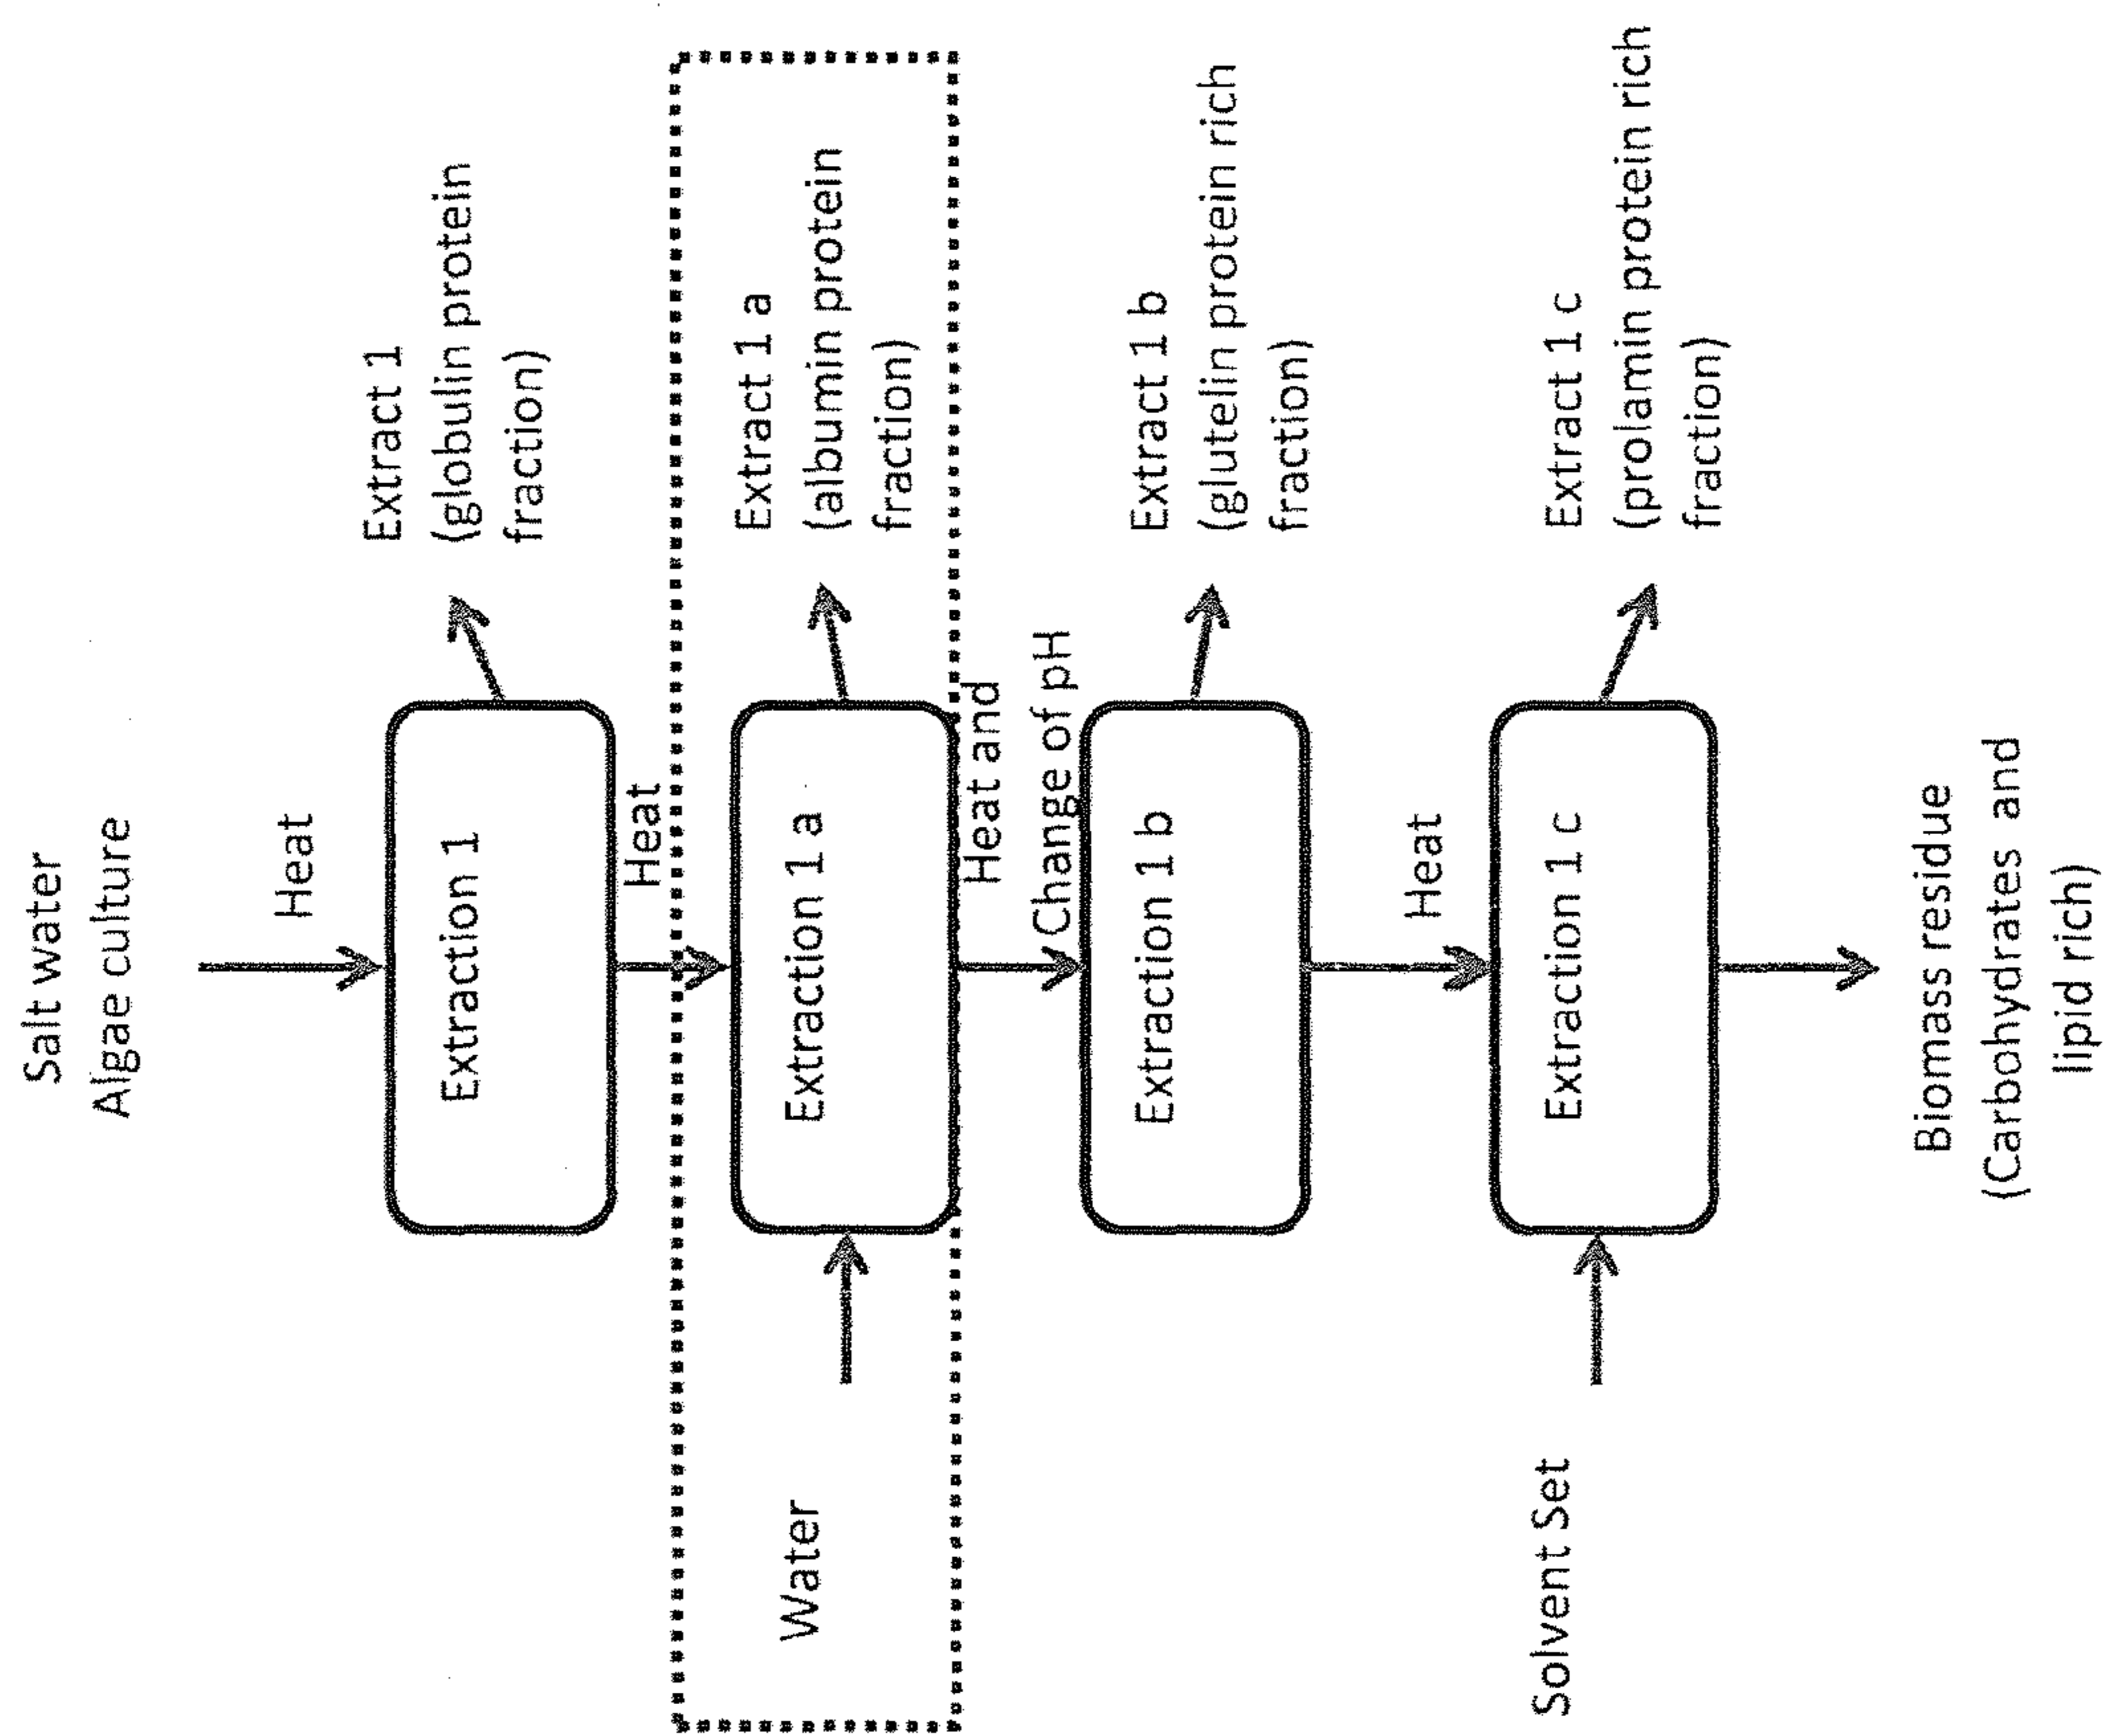 Salt water
Algae culture
Heat
Extraction 1
Extract 1
(globulin protein
fraction)
Heat
Water
Extraction 1 a
Extract 1 a
(albumin protein
fraction)
Heat and
Change of pH
Extraction 1 b
Extract 1 b
(glutelin protein rich
fraction)
Heat
Solvent Set
Extraction 1 c
Extract 1 c
(prolamin protein rich
fraction)
Biomass residue
(Carbohydrates and
lipid rich)